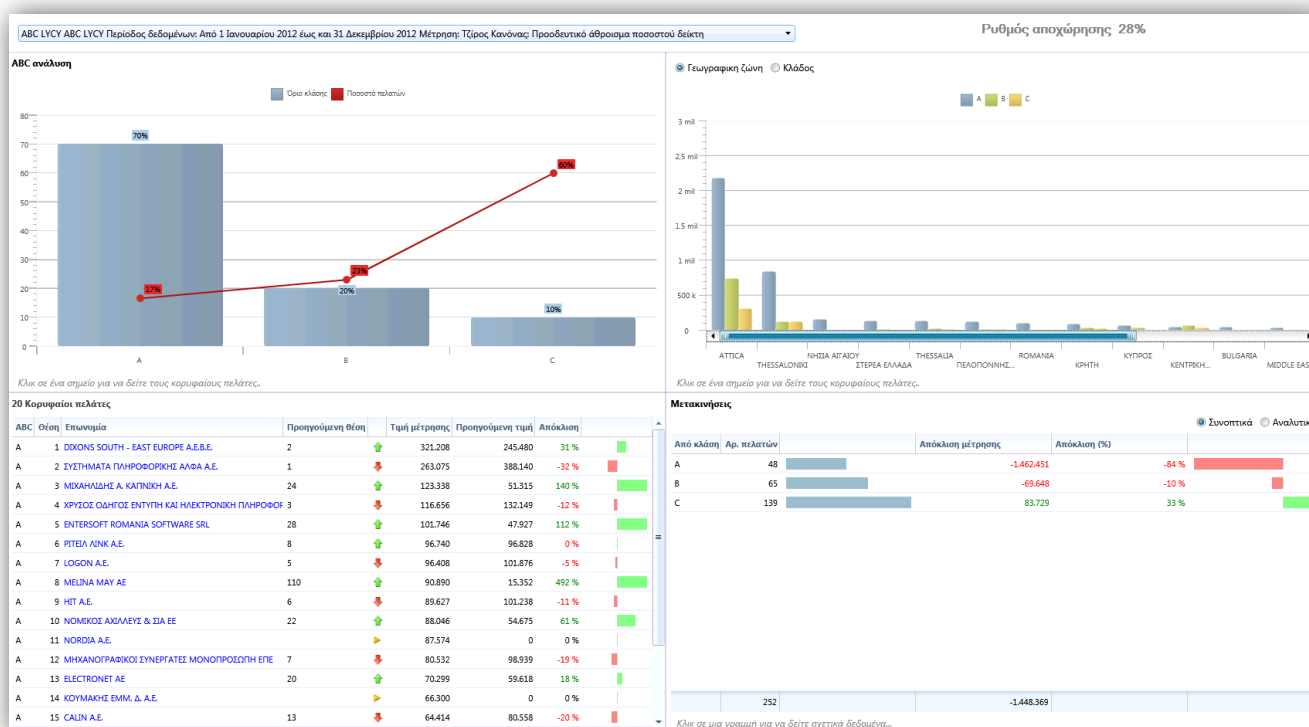 ABC LYCY ABC LYCY Περίοδος δεδομένων: Από 1 Ιανουαρίου 2012 έως και 31 Δεκεμβρίου 2012 Μέτρηση: Τζίρος Κανόνας: Προοδευτικό άθροισμα ποσοστού δείκτη
Ρυθμός αποχώρησης 28%
ABC ανάλυση
Όριο κλάσης Ποσοστό πελατών
80
70
60
50
40
30
20
10
0
70%
17%
23%
20%
60%
10%
A B C
Κλικ σε ένα σημείο για να δείτε τους κορυφαίους πελάτες..
Γεωγραφικη ζώνη Κλάδος
A B C
3 mil
2,5 mil
2 mil
1,5 mil
1 mil
500 k
0
ATTICA ΝΗΣΙΑ ΑΙΓΑΙΟΥ THESSALIA ROMANIA ΚΥΠΡΟΣ BULGARIA
THESSALONIKI ΣΤΕΡΕΑ ΕΛΛΑΔΑ ΠΕΛΟΠΟΝΝΗΣ... ΚΡΗΤΗ ΚΕΝΤΡΙΚΗ... MIDDLE EAS
Κλικ σε ένα σημείο για να δείτε τους κορυφαίους πελάτες..
20 Κορυφαίοι πελάτες
ABC Θέση Επωνυμία Προηγούμενη θέση Τιμή μέτρησης Προηγούμενη τιμή Απόκλιση
A 1 DIXONS SOUTH - EAST EUROPE A.E.B.E. 2 321.208 245.480 31 %
A 2 ΣΥΣΤΗΜΑΤΑ ΠΛΗΡΟΦΟΡΙΚΗΣ ΑΛΦΑ Α.Ε. 1 263.075 388.140 -32 %
A 3 ΜΙΧΑΗΛΙΔΗΣ Α. ΚΑΠΝΙΚΗ Α.Ε. 24 123.338 51.315 140 %
A 4 ΧΡΥΣΟΣ ΟΔΗΓΟΣ ΕΝΤΥΠΗ ΚΑΙ ΗΛΕΚΤΡΟΝΙΚΗ ΠΛΗΡΟΦΟΡ 3 116.656 132.149 -12 %
A 5 ENTERSOFT ROMANIA SOFTWARE SRL 28 101.746 47.927 112 %
A 6 ΡΙΤΕΙΛ ΛΙΝΚ Α.Ε. 8 96.740 96.828 0 %
A 7 LOGON A.E. 5 96.408 101.876 -5 %
A 8 MELINA MAY AE 110 90.890 15.352 492 %
A 9 HIT A.E. 6 89.627 101.238 -11 %
A 10 ΝΟΜΙΚΟΣ ΑΧΙΛΛΕΥΣ & ΣΙΑ ΕΕ 22 88.046 54.675 61 %
A 11 NORDIA A.E. 87.574 0 0 %
A 12 ΜΗΧΑΝΟΓΡΑΦΙΚΟΙ ΣΥΝΕΡΓΑΤΕΣ ΜΟΝΟΠΡΟΣΩΠΗ ΕΠΕ 7 80.532 98.939 -19 %
A 13 ELECTRONET AE 20 70.299 59.618 18 %
A 14 ΚΟΥΜΑΚΗΣ ΕΜΜ. Δ. Α.Ε. 66.300 0 0 %
A 15 CALIN A.E. 13 64.414 80.558 -20 %
Μετακινήσεις
Συνοπτικά Αναλυτικ
Από κλάση Αρ. πελατών Απόκλιση μέτρησης Απόκλιση (%)
A 48 -1.462.451 -84 %
B 65 -69.648 -10 %
C 139 83.729 33 %
252 -1.448.369
Κλικ σε μια γραμμή για να δείτε σχετικά δεδομένα...